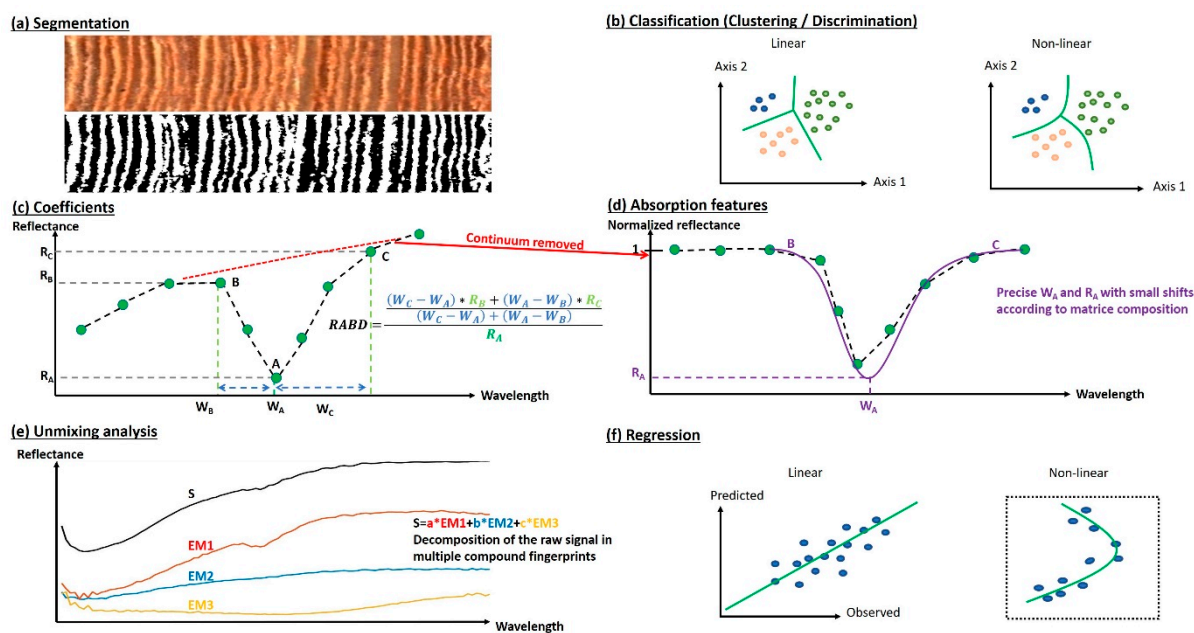 (a) Segmentation
(b) Classification (Clustering / Discrimination)
Linear
Non-linear
Axis 2
Axis 1
Axis 2
Axis 1
(c) Coefficients
Reflectance
R_C
R_B
R_A
B
C
A
W_B
W_A
W_C
Wavelength
Continuum removed
RABD = \frac{\frac{(W_C − W_A) * R_B + (W_A − W_B) * R_C}{(W_C − W_A) + (W_A − W_B)}}{R_A}
(d) Absorption features
Normalized reflectance
1
B
C
R_A
W_A
Wavelength
Precise W_A and R_A with small shifts
according to matrice composition
(e) Unmixing analysis
Reflectance
S
EM1
EM2
EM3
S=a*EM1+b*EM2+c*EM3
Decomposition of the raw signal in
multiple compound fingerprints
Wavelength
(f) Regression
Linear
Non-linear
Predicted
Observed